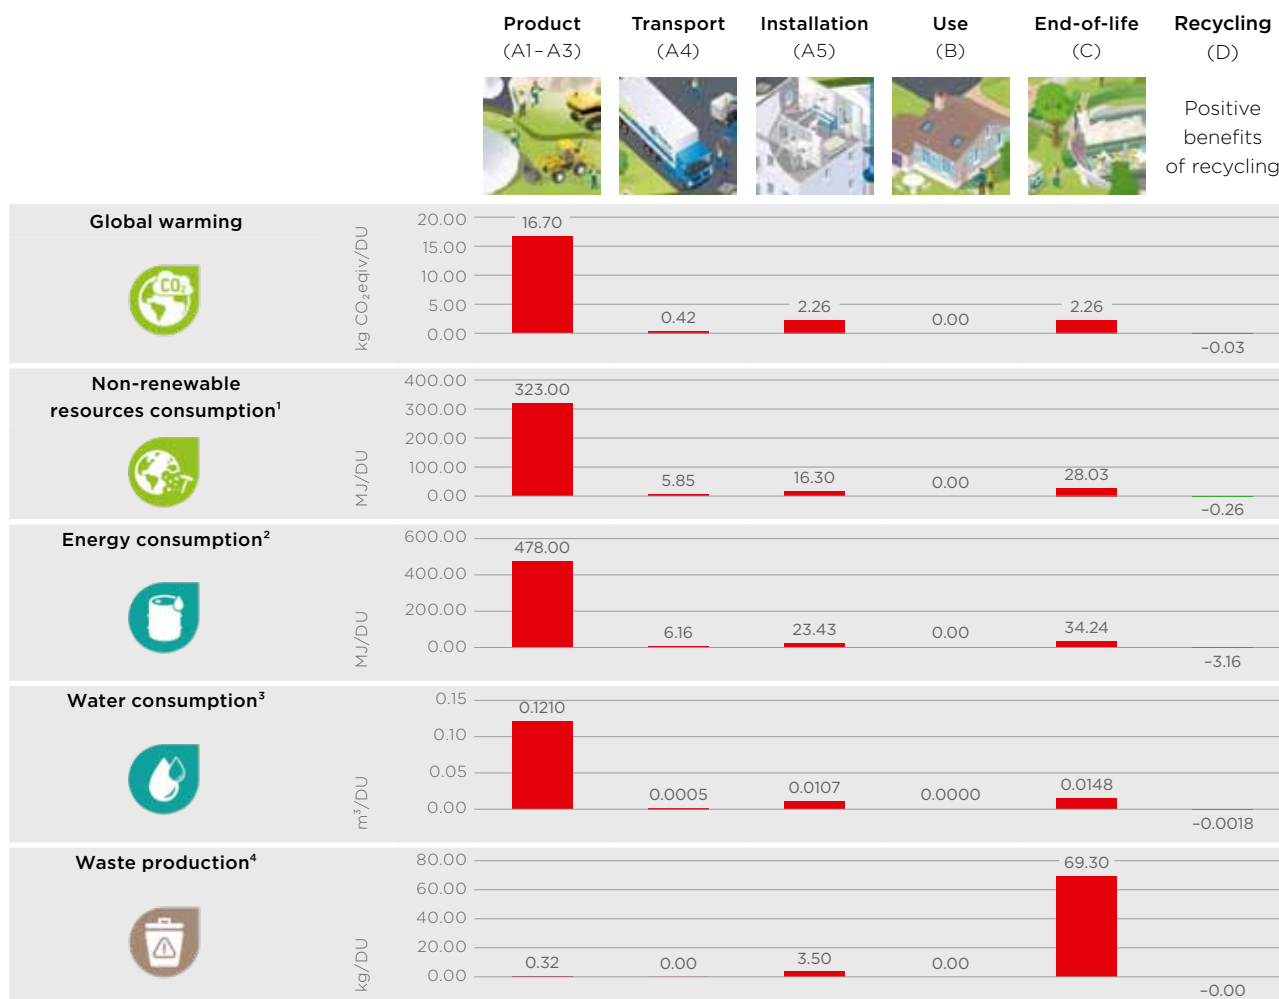 Product Transport Installation Use End-of-life Recycling
(A1–A3) (A4) (A5) (B) (C) (D)
Positive
benefits
of recycling
Global warming
CO₂
kg CO₂eqiv/DU
20.00
15.00
10.00
5.00
0.00
16.70 0.42 2.26 0.00 2.26 –0.03
Non-renewable
resources consumption¹
MJ/DU
400.00
300.00
200.00
100.00
0.00
323.00 5.85 16.30 0.00 28.03 –0.26
Energy consumption²
MJ/DU
600.00
400.00
200.00
0.00
478.00 6.16 23.43 0.00 34.24 –3.16
Water consumption³
m³/DU
0.15
0.10
0.05
0.00
0.1210 0.0005 0.0107 0.0000 0.0148 –0.0018
Waste production⁴
kg/DU
80.00
60.00
40.00
20.00
0.00
0.32 0.00 3.50 0.00 69.30 –0.00